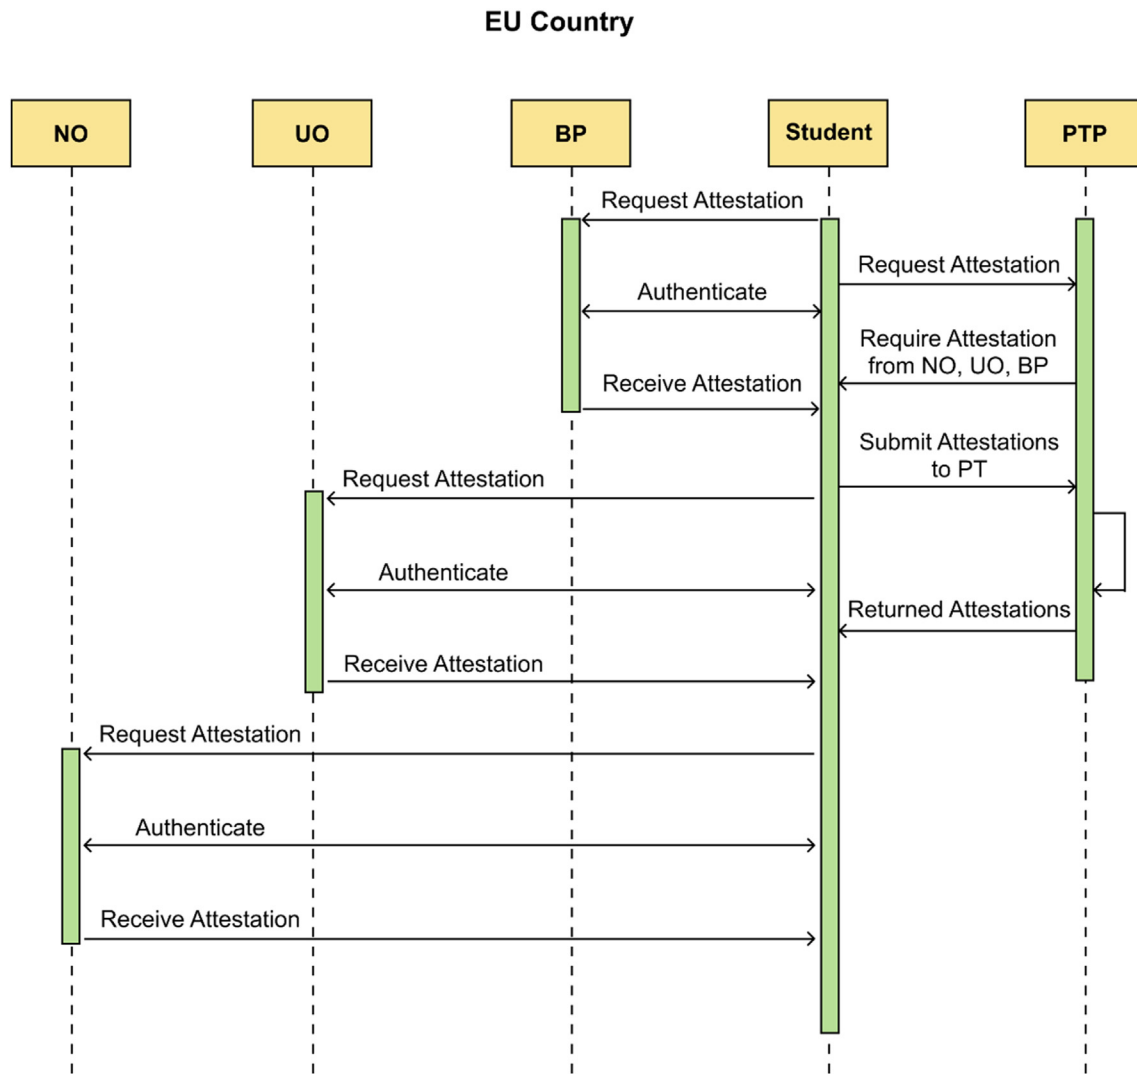 EU Country
NO
UO
BP
Student
PTP
Request Attestation
Request Attestation
Authenticate
Require Attestation
from NO, UO, BP
Receive Attestation
Submit Attestations
to PT
Request Attestation
Authenticate
Returned Attestations
Receive Attestation
Request Attestation
Authenticate
Receive Attestation